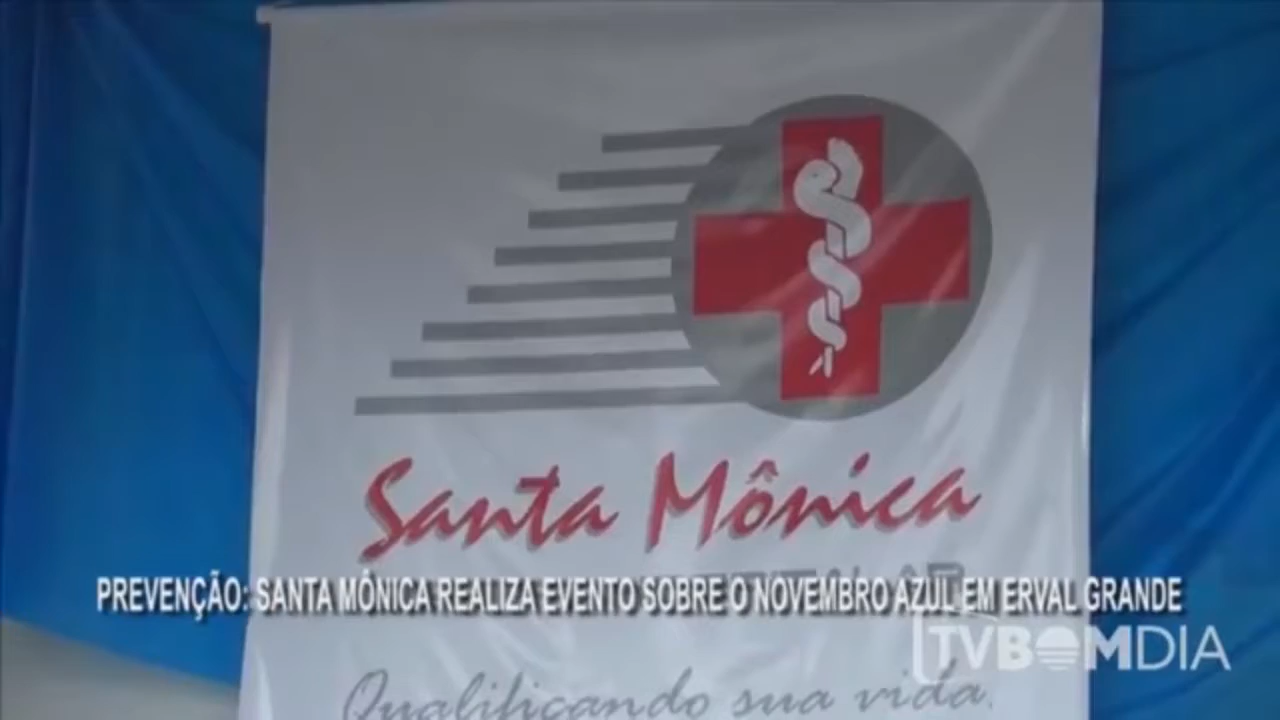 Santa Mônica
PREVENÇÃO: SANTA MÔNICA REALIZA EVENTO SOBRE O NOVEMBRO AZUL EM ERVAL GRANDE
TVBOMDIA
Qualificando sua vida.